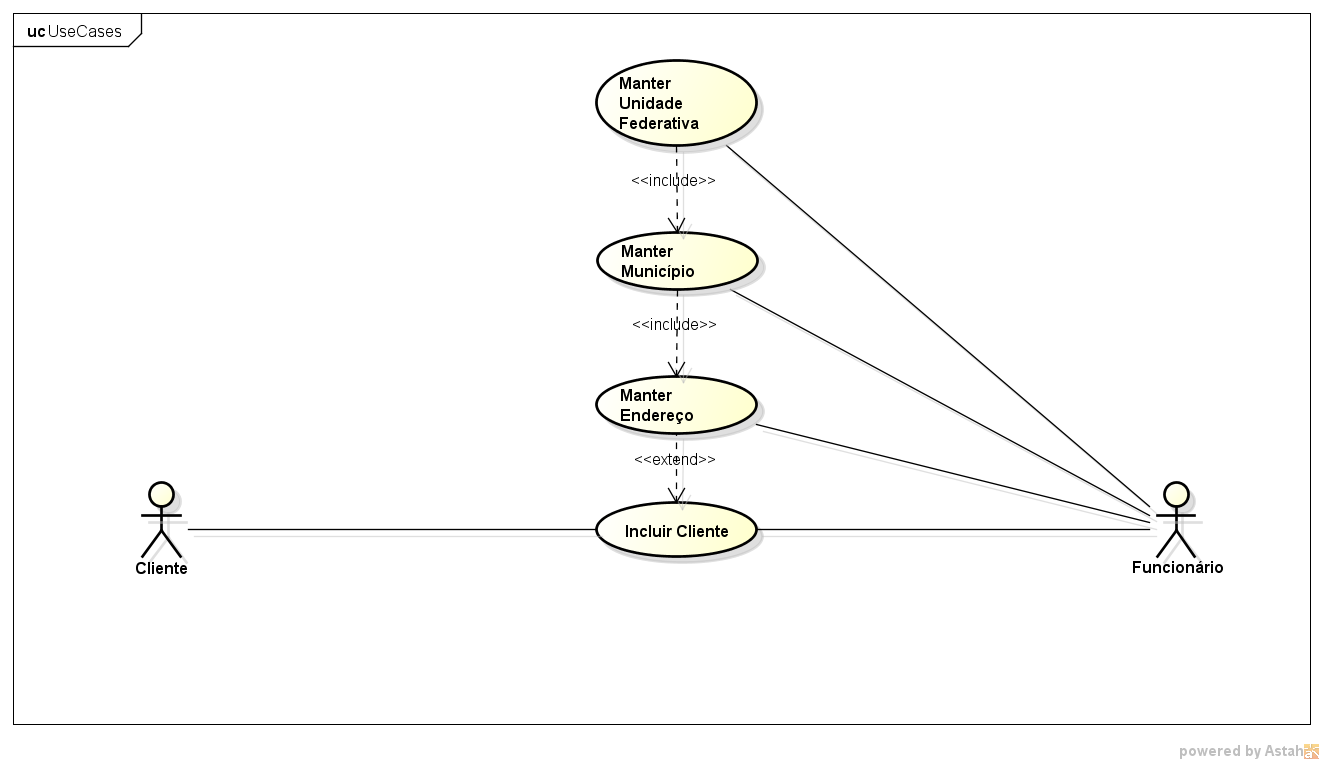 uc UseCases
Manter
Unidade
Federativa
<<include>>
Manter
Município
<<include>>
Manter
Endereço
<<extend>>
Incluir Cliente
Cliente
Funcionário
powered by Astah